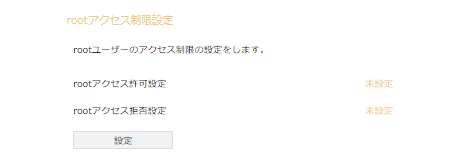 rootアクセス制限設定
rootユーザーのアクセス制限の設定をします。
rootアクセス許可設定 未設定
rootアクセス拒否設定 未設定
設定